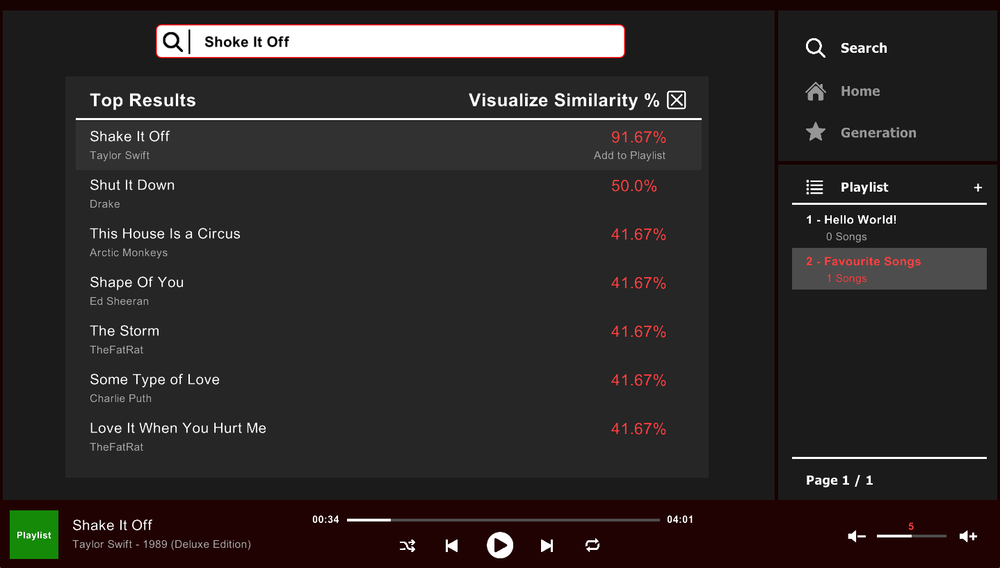 Shoke It Off
Top Results
Visualize Similarity %
Shake It Off
91.67%
Taylor Swift
Add to Playlist
Shut It Down
50.0%
Drake
This House Is a Circus
41.67%
Arctic Monkeys
Shape Of You
41.67%
Ed Sheeran
The Storm
41.67%
TheFatRat
Some Type of Love
41.67%
Charlie Puth
Love It When You Hurt Me
41.67%
TheFatRat
Search
Home
Generation
Playlist +
1 - Hello World!
0 Songs
2 - Favourite Songs
1 Songs
Page 1 / 1
Playlist
Shake It Off
Taylor Swift - 1989 (Deluxe Edition)
00:34
04:01
5